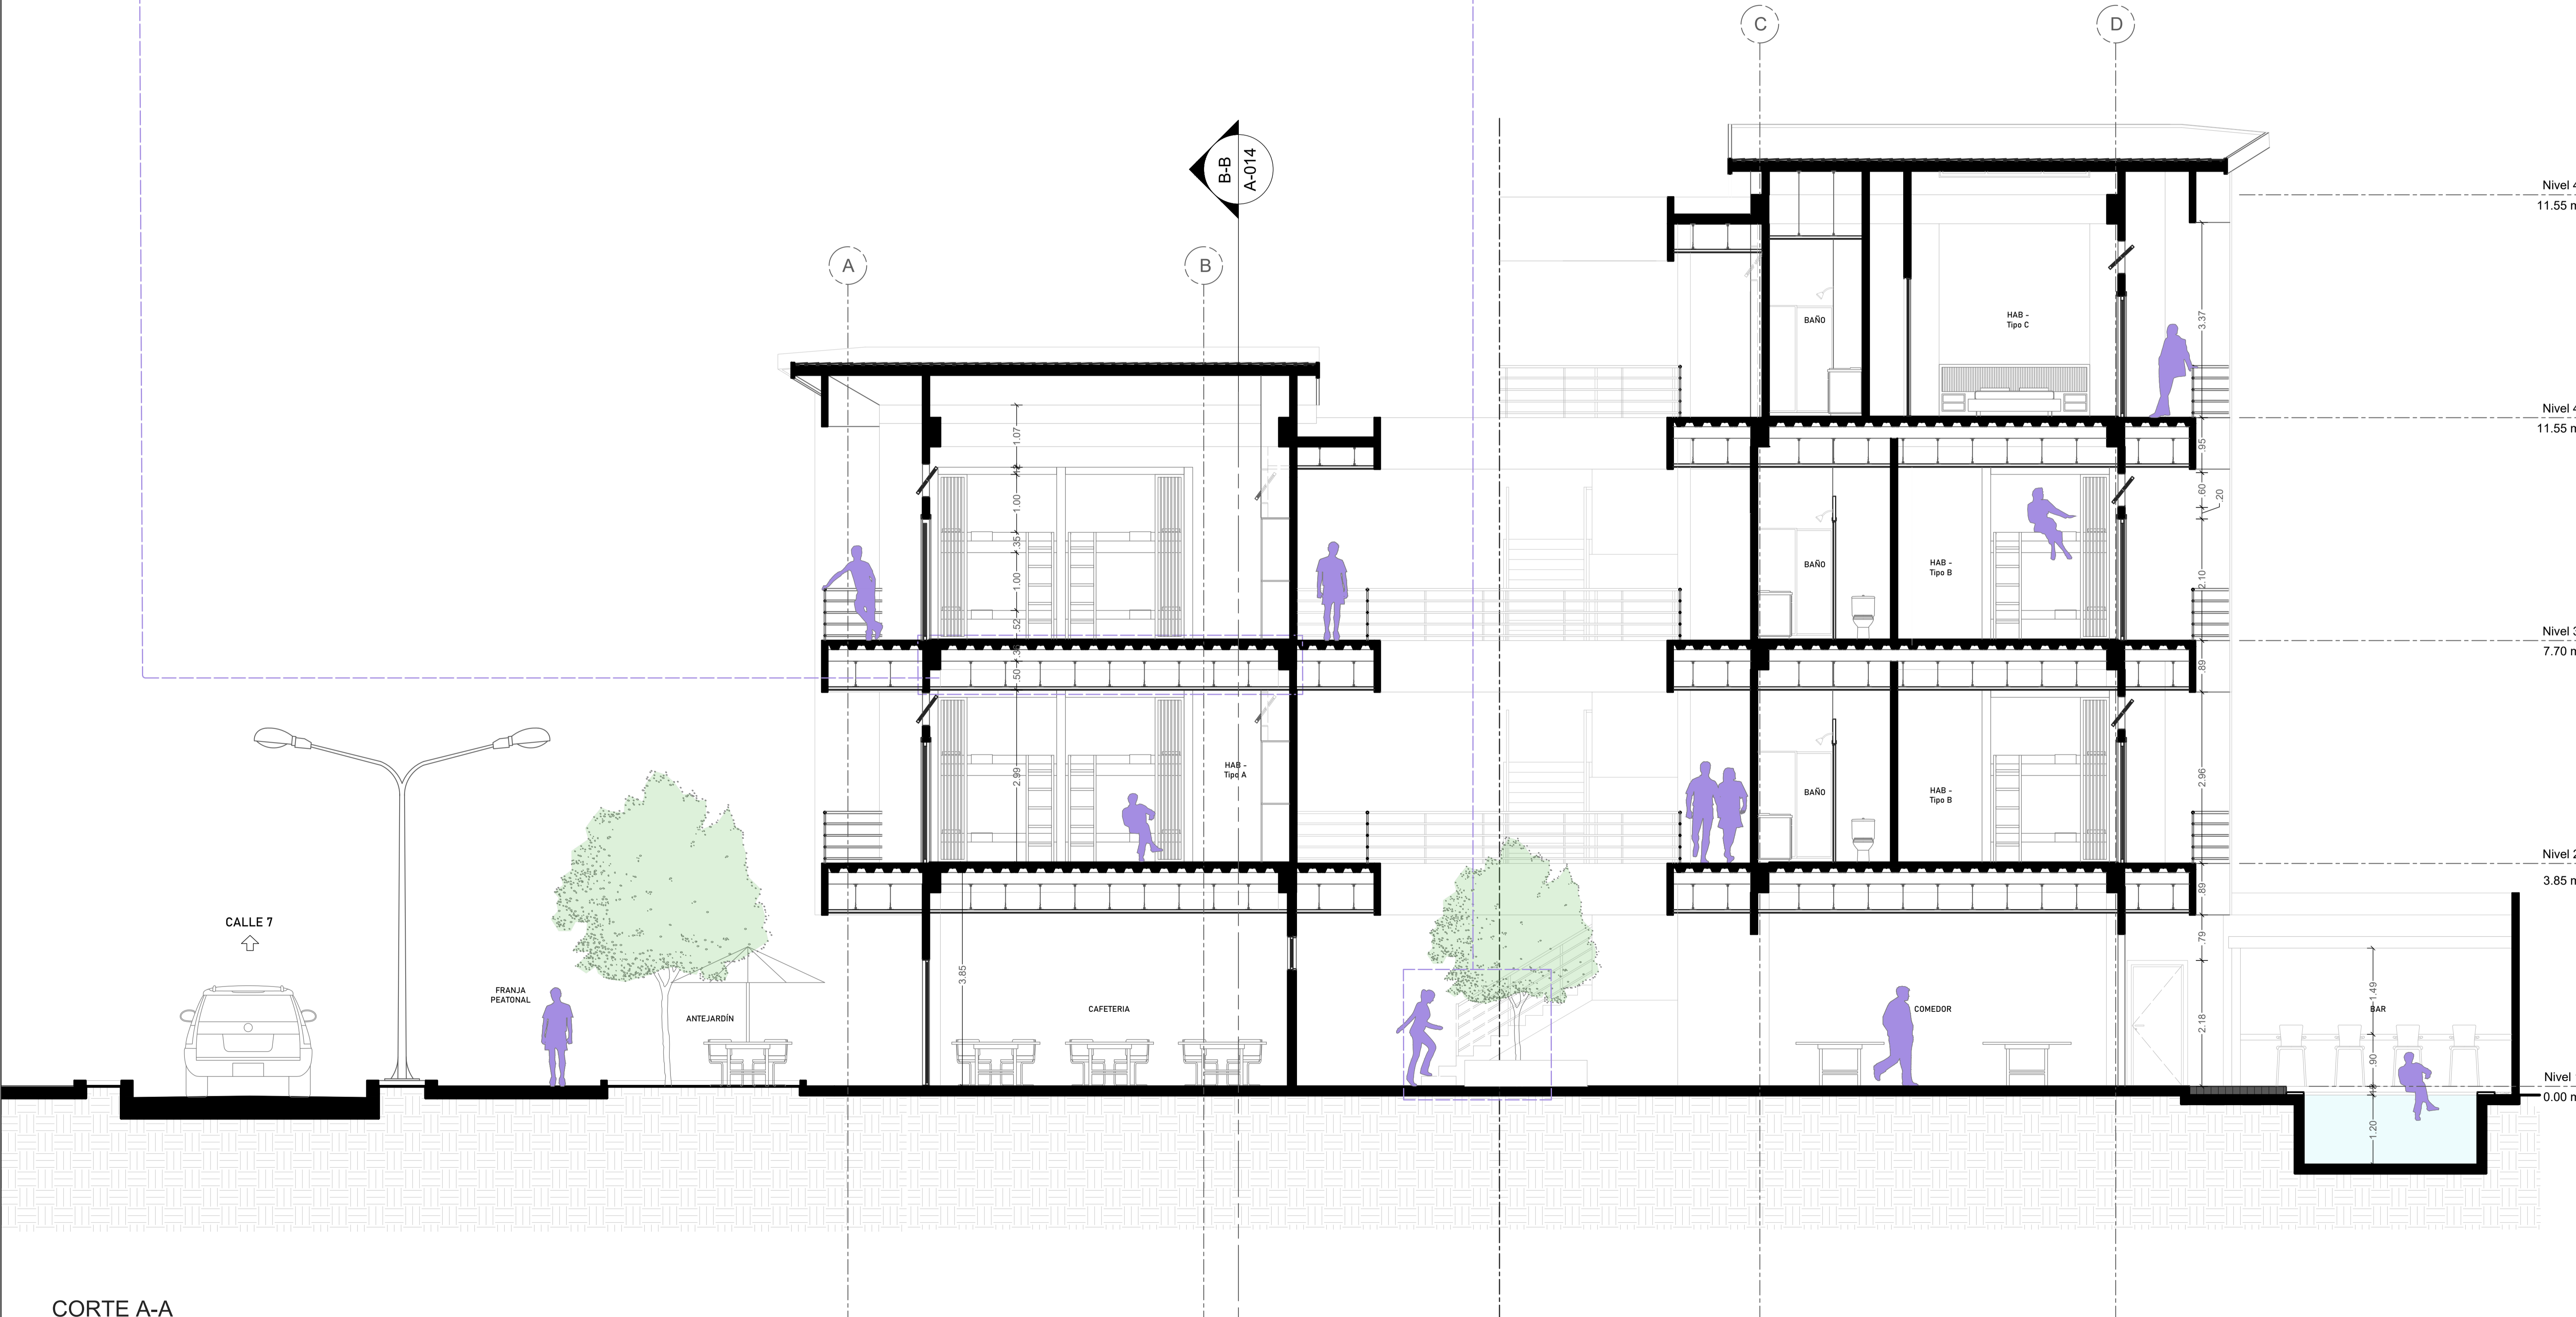 C
D
B-B
A-014
A
B
Nivel 4
11.55 m
Nivel 4
11.55 m
Nivel 3
7.70 m
Nivel 2
3.85 m
Nivel
0.00 m
BAÑO
HAB -
Tipo C
3.37
.95
.60
.20
2.10
.89
2.96
.89
.79
2.18
1.07
.12
1.00
.35
1.00
.52
.36
.50
2.99
3.85
BAÑO
HAB -
Tipo B
HAB -
Tipo A
BAÑO
HAB -
Tipo B
CALLE 7
FRANJA
PEATONAL
ANTEJARDÍN
CAFETERIA
COMEDOR
BAR
1.49
.90
1.20
CORTE A-A